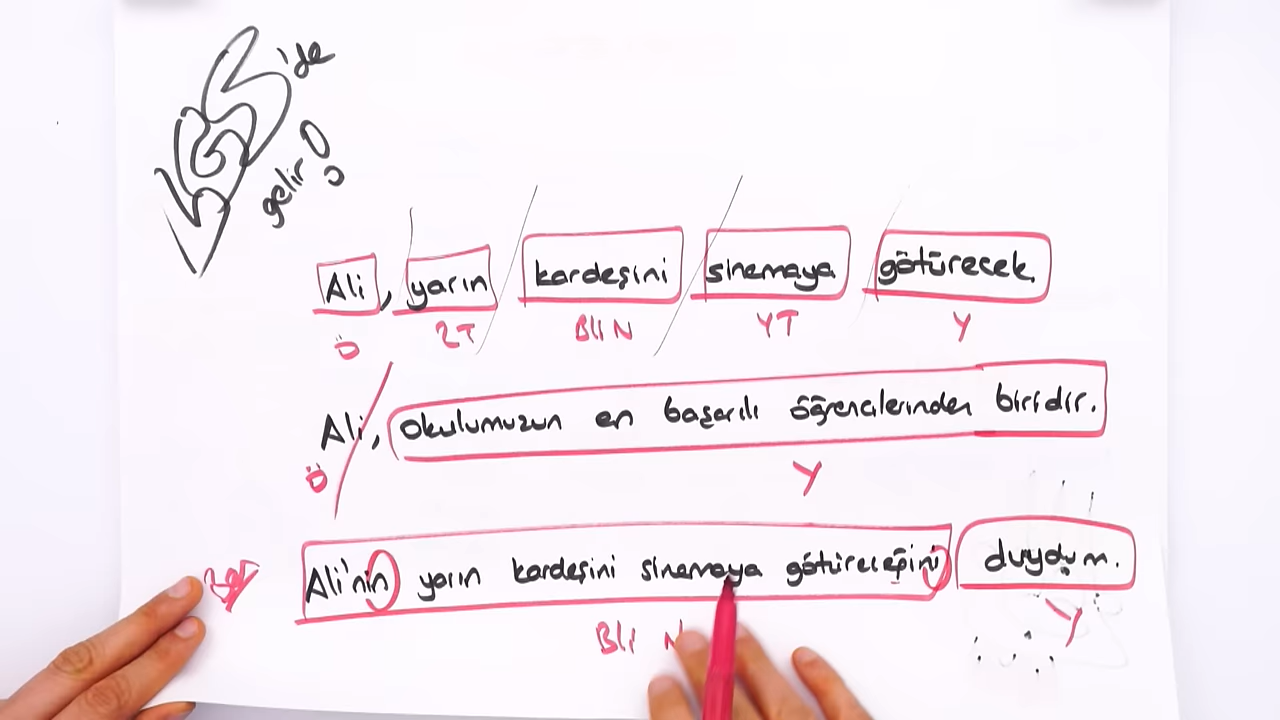 LGS'de
gelir!
Ali, yarın kardeşini sinemaya götürecek
Ö ZT Bli N YT Y
Ali, okulumuzun en başarılı öğrencilerinden biridir.
Ö Y
Ali'nin yarın kardeşini sinemaya götüreceğini duydum.
Bli N Y